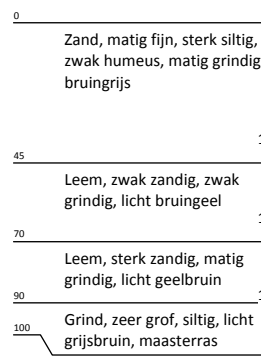 0
Zand, matig fijn, sterk siltig,
zwak humeus, matig grindig,
bruingrijs
45
Leem, zwak zandig, zwak
grindig, licht bruingeel
70
Leem, sterk zandig, matig
grindig, licht geelbruin
90
Grind, zeer grof, siltig, licht
100
grijsbruin, maasterras